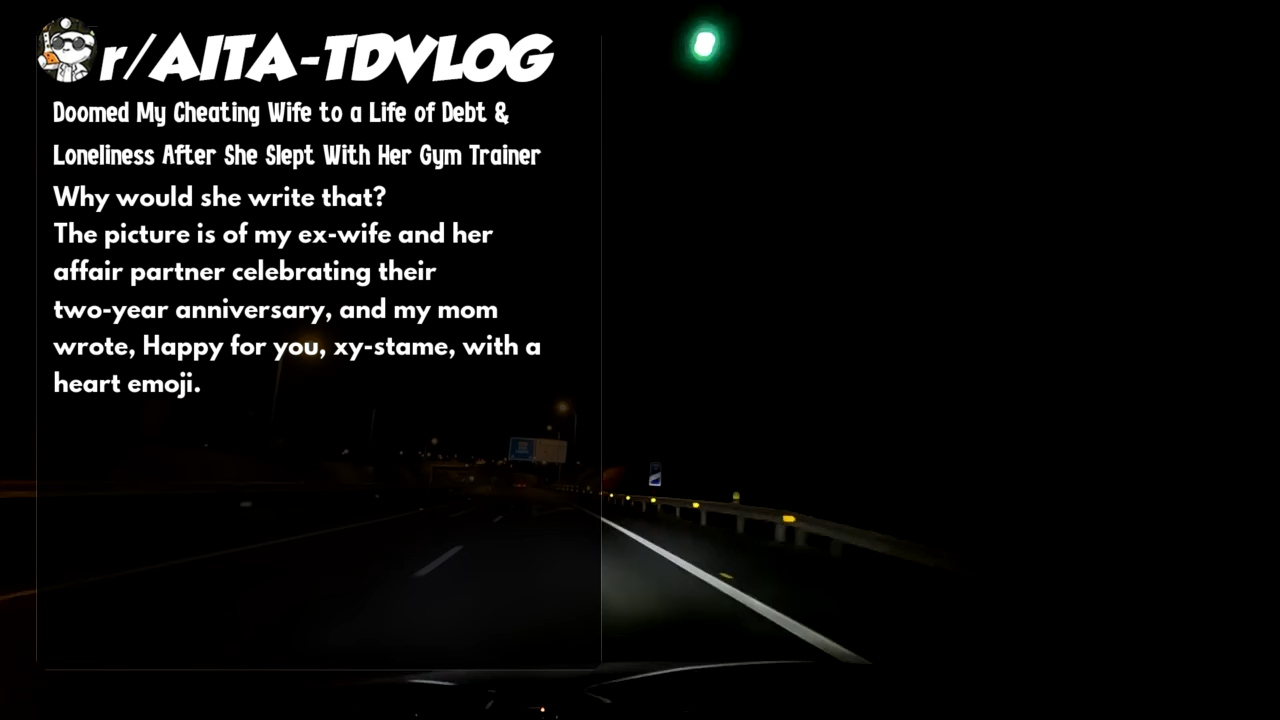 r/AITA-TDVLOG
Doomed My Cheating Wife to a Life of Debt &
Loneliness After She Slept With Her Gym Trainer
Why would she write that?
The picture is of my ex-wife and her
affair partner celebrating their
two-year anniversary, and my mom
wrote, Happy for you, xy-stame, with a
heart emoji.